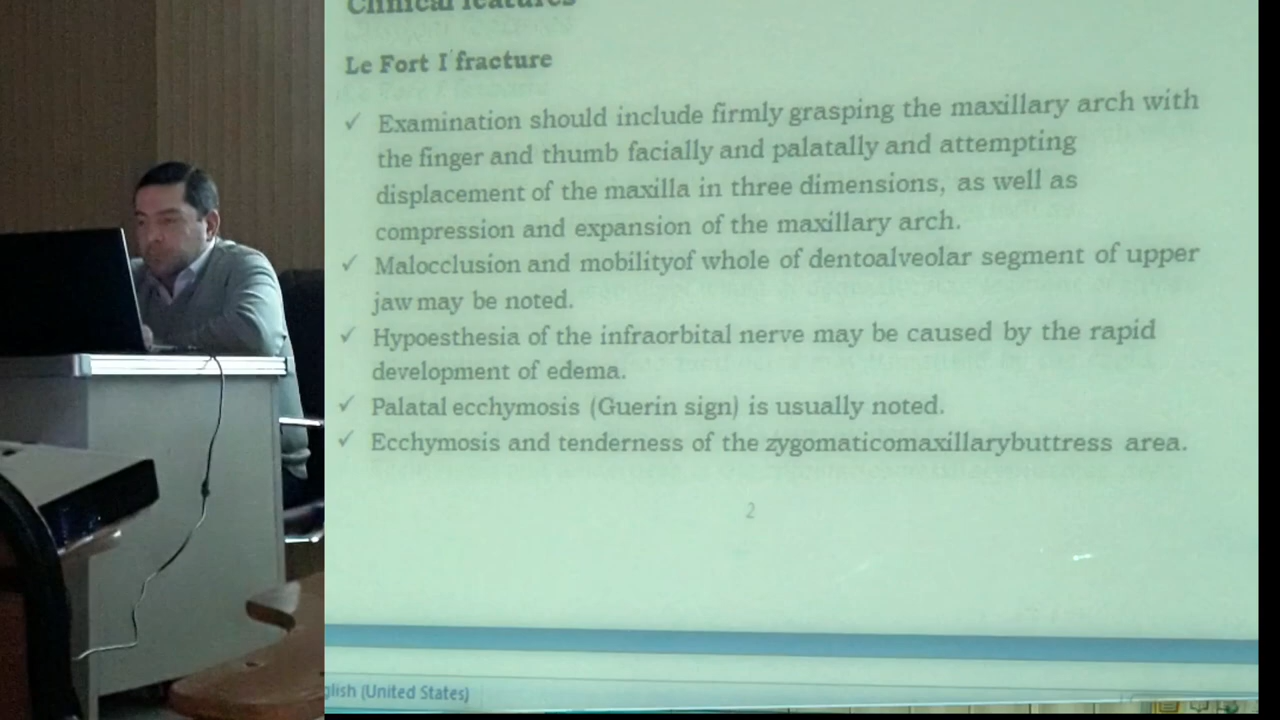 Clinical features
Le Fort I fracture
✓ Examination should include firmly grasping the maxillary arch with
the finger and thumb facially and palatally and attempting
displacement of the maxilla in three dimensions, as well as
compression and expansion of the maxillary arch.
✓ Malocclusion and mobilityof whole of dentoalveolar segment of upper
jaw may be noted.
✓ Hypoesthesia of the infraorbital nerve may be caused by the rapid
development of edema.
✓ Palatal ecchymosis (Guerin sign) is usually noted.
✓ Ecchymosis and tenderness of the zygomaticomaxillarybuttress area.
2
glish (United States)